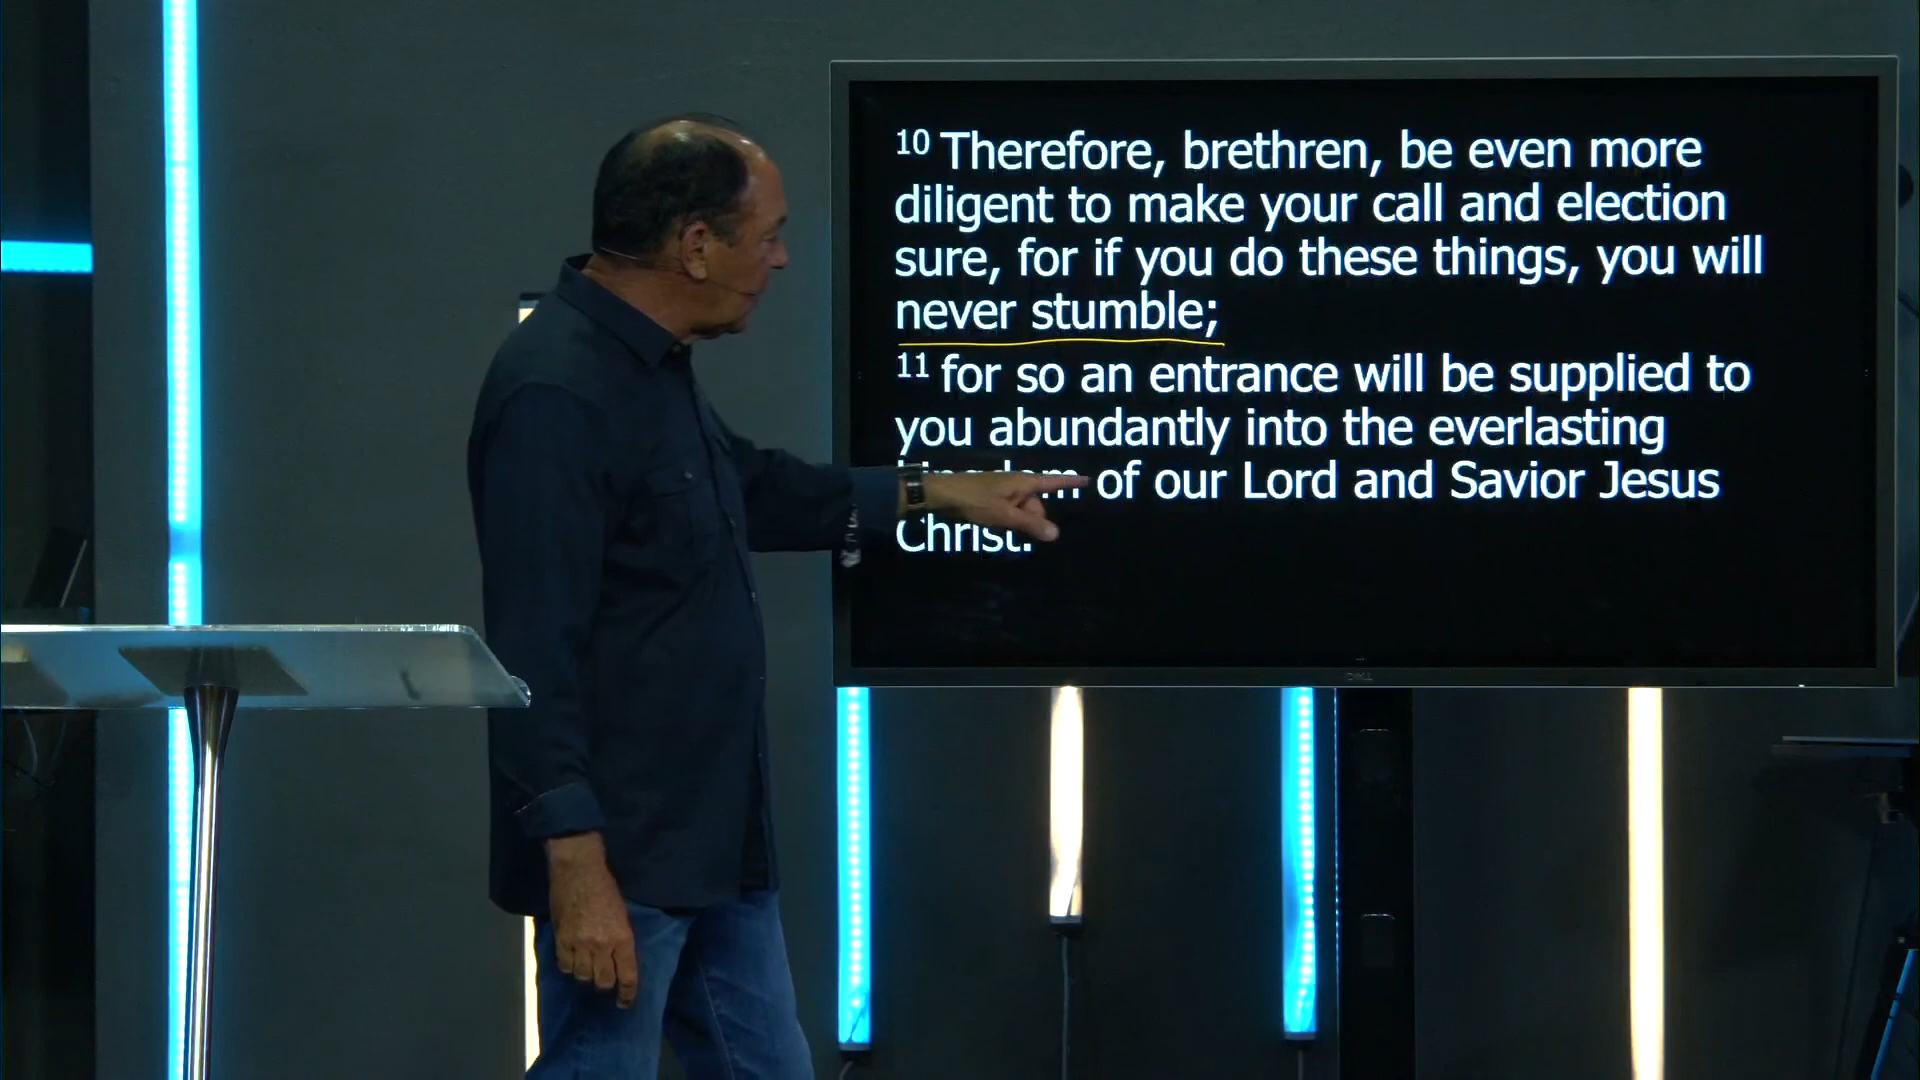 10 Therefore, brethren, be even more
diligent to make your call and election
sure, for if you do these things, you will
never stumble;
11 for so an entrance will be supplied to
you abundantly into the everlasting
kingdom of our Lord and Savior Jesus
Christ.
DELL